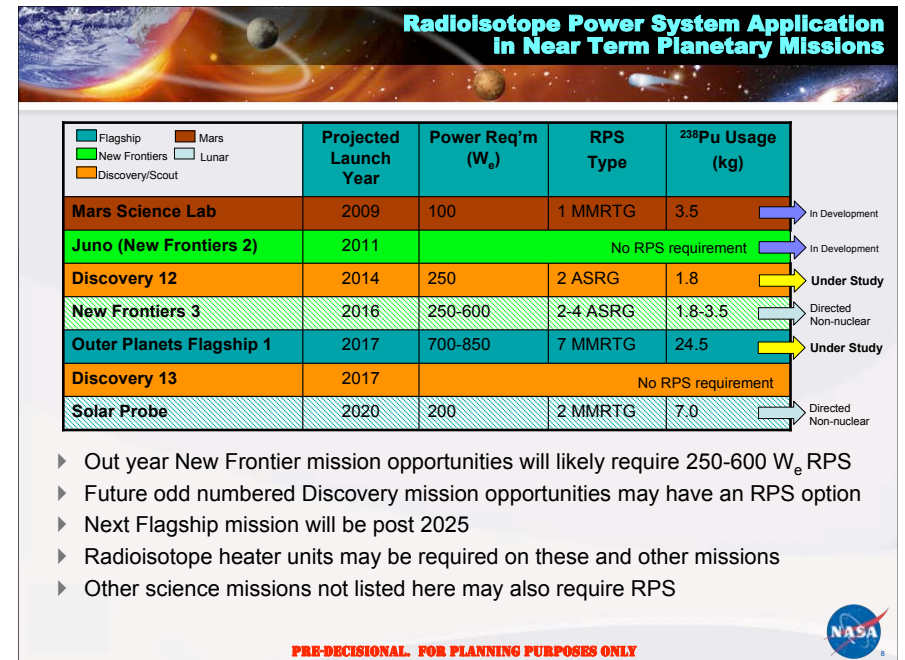 Radioisotope Power System Application
in Near Term Planetary Missions
Flagship Mars
New Frontiers Lunar
Discovery/Scout
Projected Launch Year
Power Req’m (We)
RPS Type
238Pu Usage (kg)
Mars Science Lab 2009 100 1 MMRTG 3.5 In Development
Juno (New Frontiers 2) 2011 No RPS requirement In Development
Discovery 12 2014 250 2 ASRG 1.8 Under Study
New Frontiers 3 2016 250-600 2-4 ASRG 1.8-3.5 Directed Non-nuclear
Outer Planets Flagship 1 2017 700-850 7 MMRTG 24.5 Under Study
Discovery 13 2017 No RPS requirement
Solar Probe 2020 200 2 MMRTG 7.0 Directed Non-nuclear
Out year New Frontier mission opportunities will likely require 250-600 We RPS
Future odd numbered Discovery mission opportunities may have an RPS option
Next Flagship mission will be post 2025
Radioisotope heater units may be required on these and other missions
Other science missions not listed here may also require RPS
PRE-DECISIONAL. FOR PLANNING PURPOSES ONLY
NASA
8